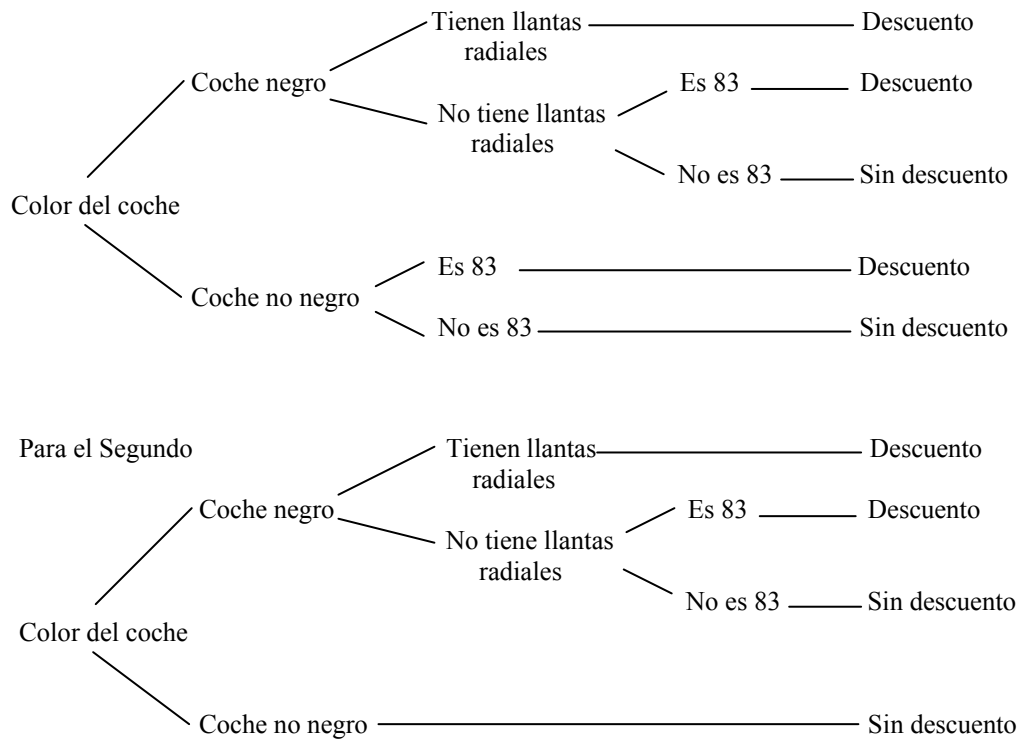 Tienen llantas Descuento
radiales
Coche negro Es 83 Descuento
No tiene llantas
radiales
No es 83 Sin descuento
Color del coche
Es 83 Descuento
Coche no negro
No es 83 Sin descuento
Para el Segundo Tienen llantas Descuento
radiales
Coche negro Es 83 Descuento
No tiene llantas
radiales
No es 83 Sin descuento
Color del coche
Coche no negro Sin descuento